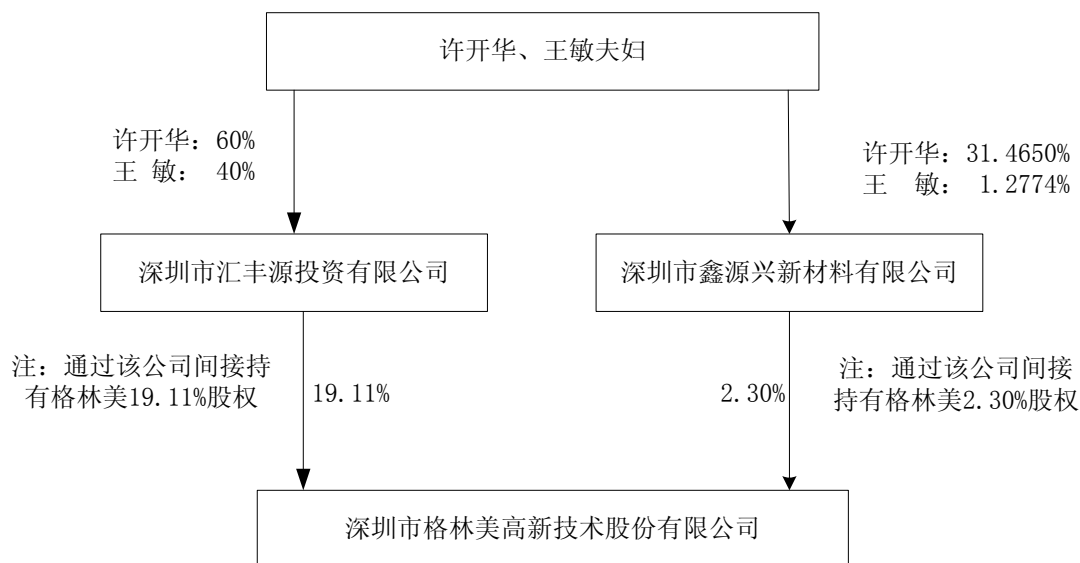 许开华、王敏夫妇
许开华：60%
王 敏： 40%
许开华：31.4650%
王 敏： 1.2774%
深圳市汇丰源投资有限公司
深圳市鑫源兴新材料有限公司
注：通过该公司间接持
有格林美19.11%股权
19.11%
2.30%
注：通过该公司间接
持有格林美2.30%股权
深圳市格林美高新技术股份有限公司